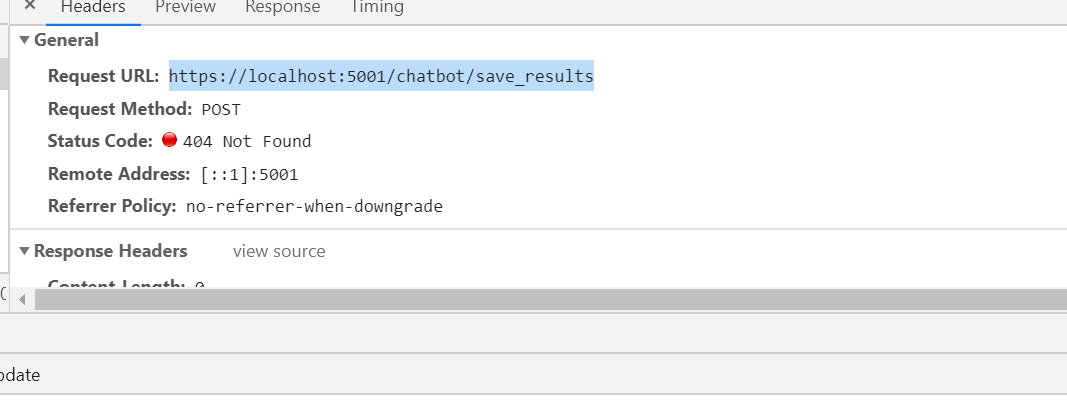 × Headers Preview Response Timing
▼ General
Request URL: https://localhost:5001/chatbot/save_results
Request Method: POST
Status Code: 404 Not Found
Remote Address: [::1]:5001
Referrer Policy: no-referrer-when-downgrade
▼ Response Headers view source
Content-Length: 0